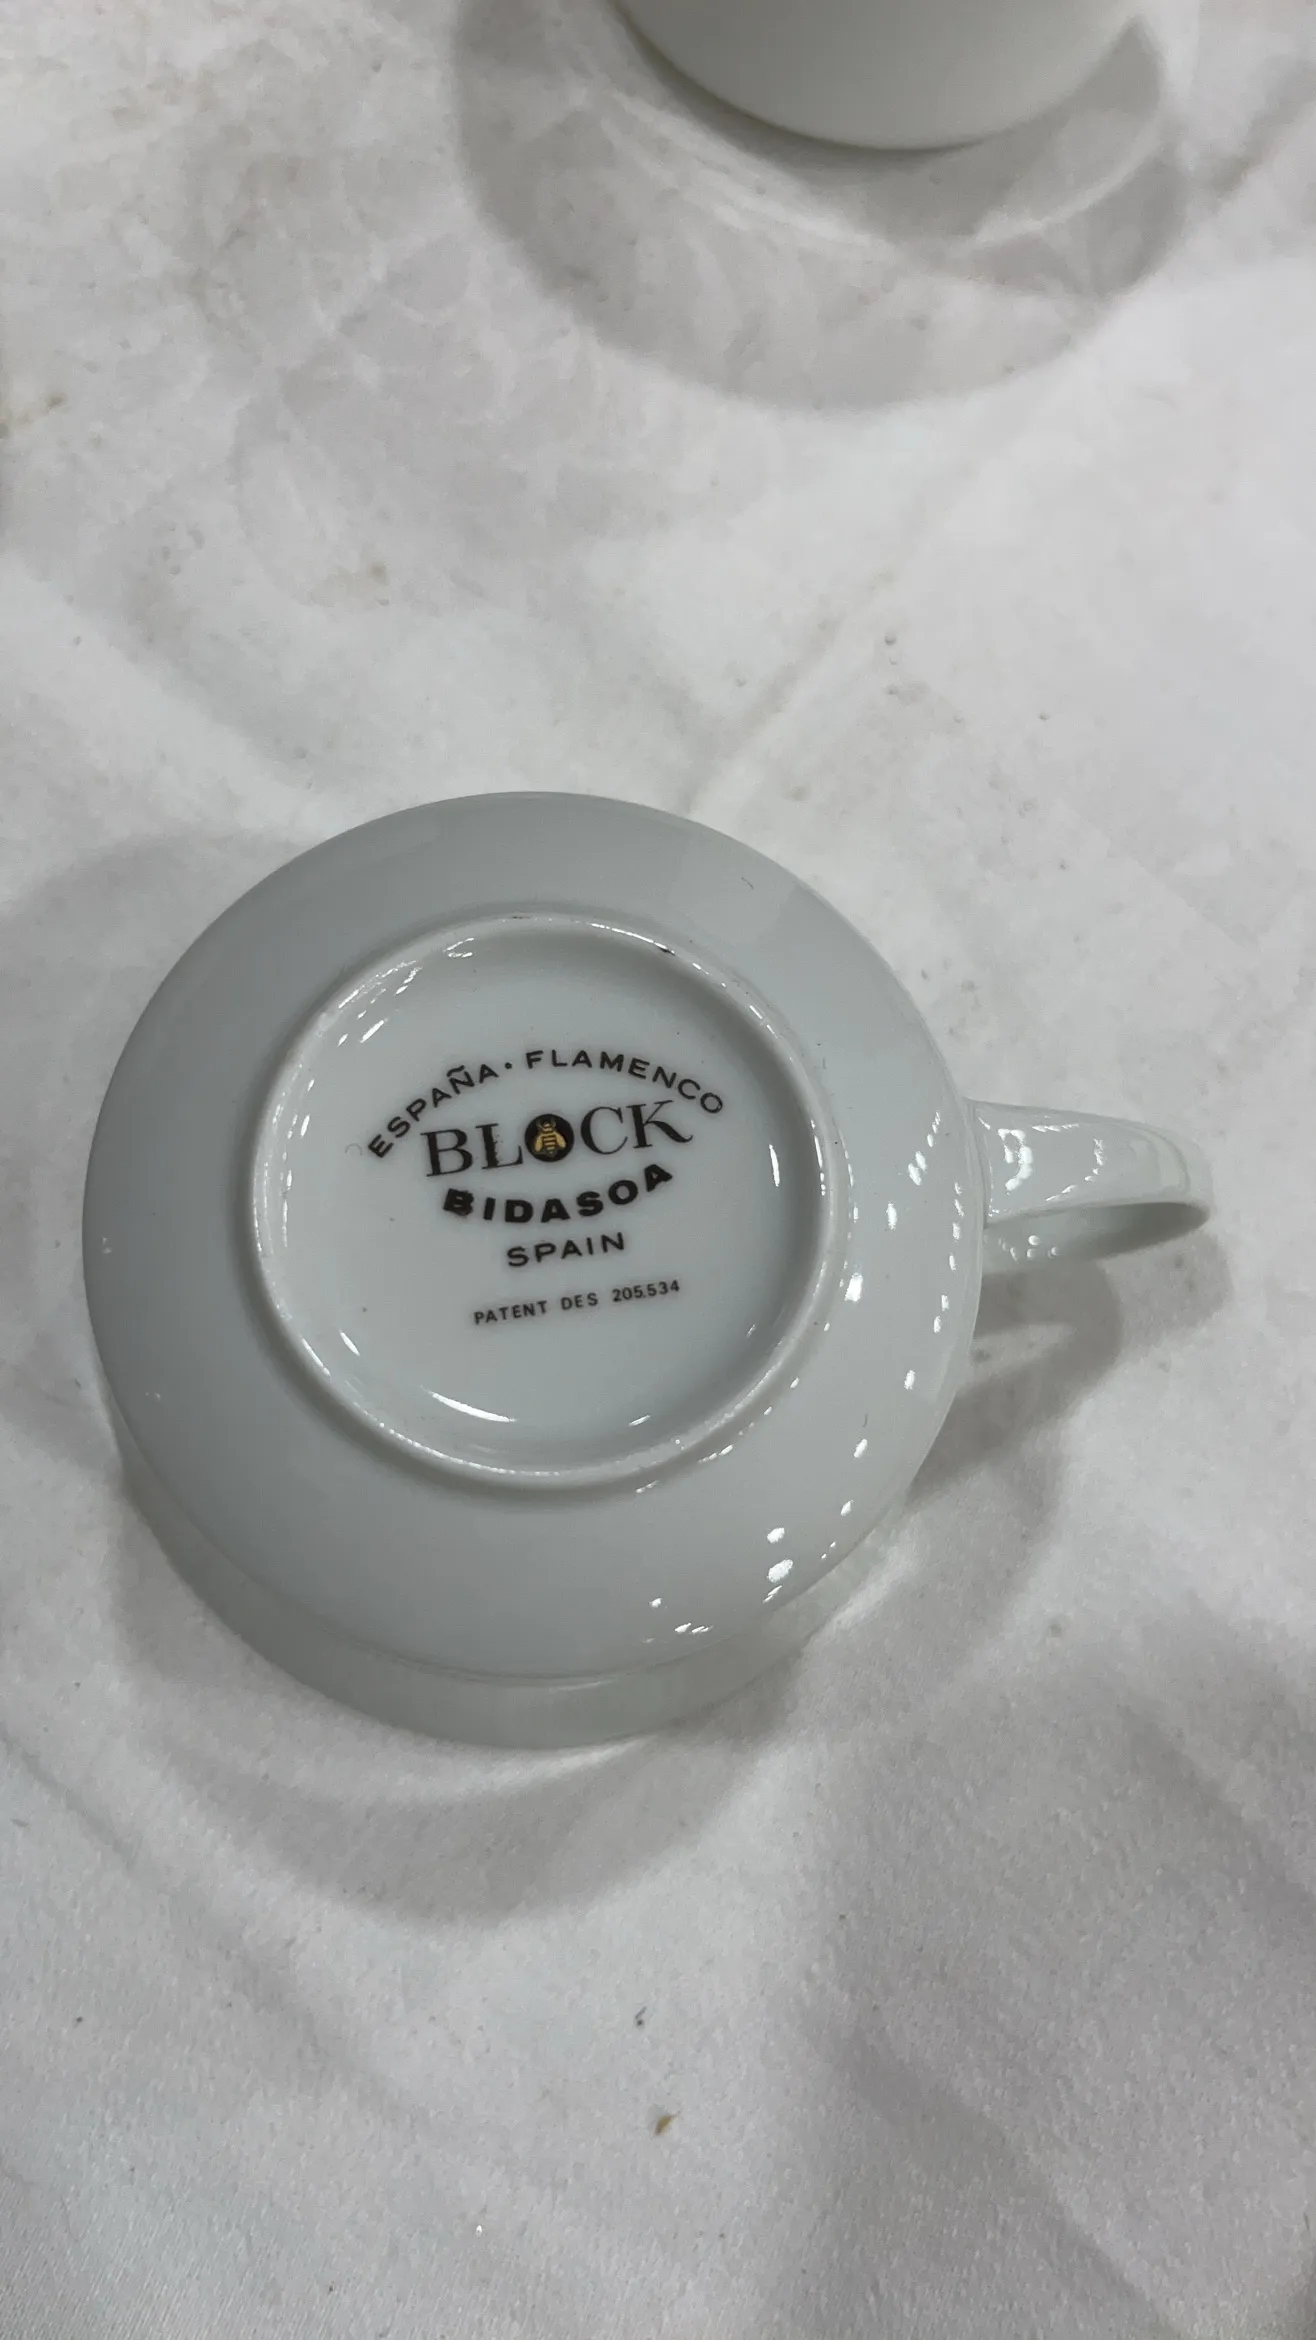 ESPAÑA · FLAMENCO
BLOCK
BIDASOA
SPAIN
PATENT DES 205.534